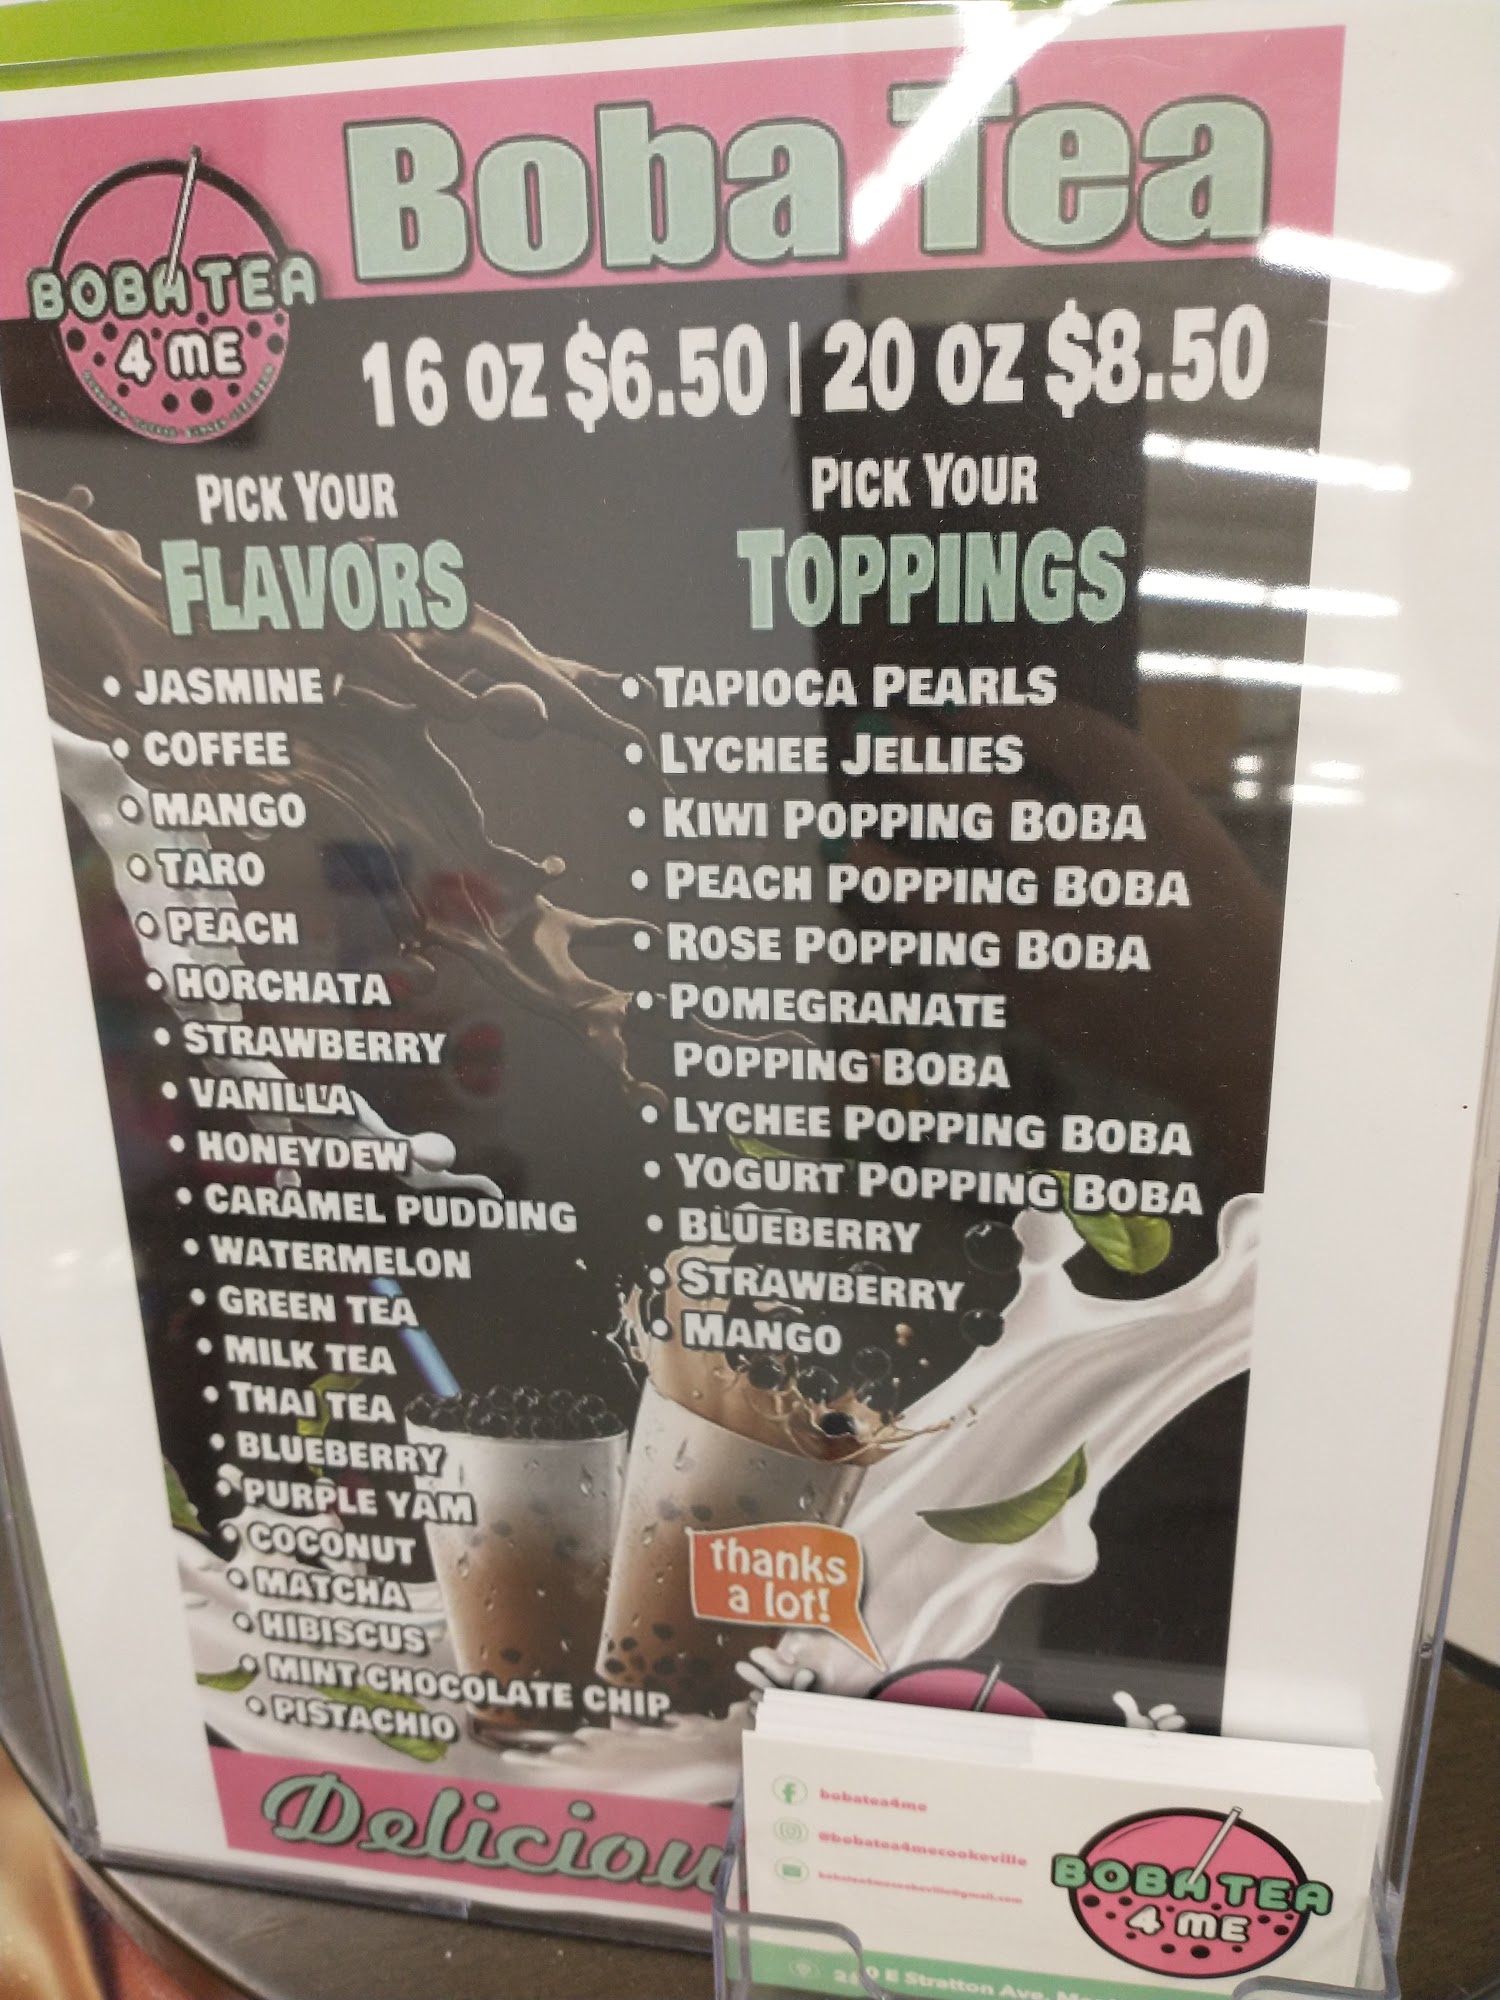 Boba Tea
BOBA TEA
4 ME
16 OZ $6.50 | 20 OZ $8.50
PICK YOUR
FLAVORS
• JASMINE
• COFFEE
• MANGO
• TARO
• PEACH
• HORCHATA
• STRAWBERRY
• VANILLA
• HONEYDEW
• CARAMEL PUDDING
• WATERMELON
• GREEN TEA
• MILK TEA
• THAI TEA
• BLUEBERRY
• PURPLE YAM
• COCONUT
• MATCHA
• HIBISCUS
• MINT CHOCOLATE CHIP
• PISTACHIO
PICK YOUR
TOPPINGS
• TAPIOCA PEARLS
• LYCHEE JELLIES
• KIWI POPPING BOBA
• PEACH POPPING BOBA
• ROSE POPPING BOBA
• POMEGRANATE
POPPING BOBA
• LYCHEE POPPING BOBA
• YOGURT POPPING BOBA
• BLUEBERRY
• STRAWBERRY
• MANGO
thanks
a lot!
Deliciou
bobatea4me
@bobatea4mecookeville
bobatea4mecookeville@gmail.com
BOBA TEA
4 ME
E Stratton Ave,